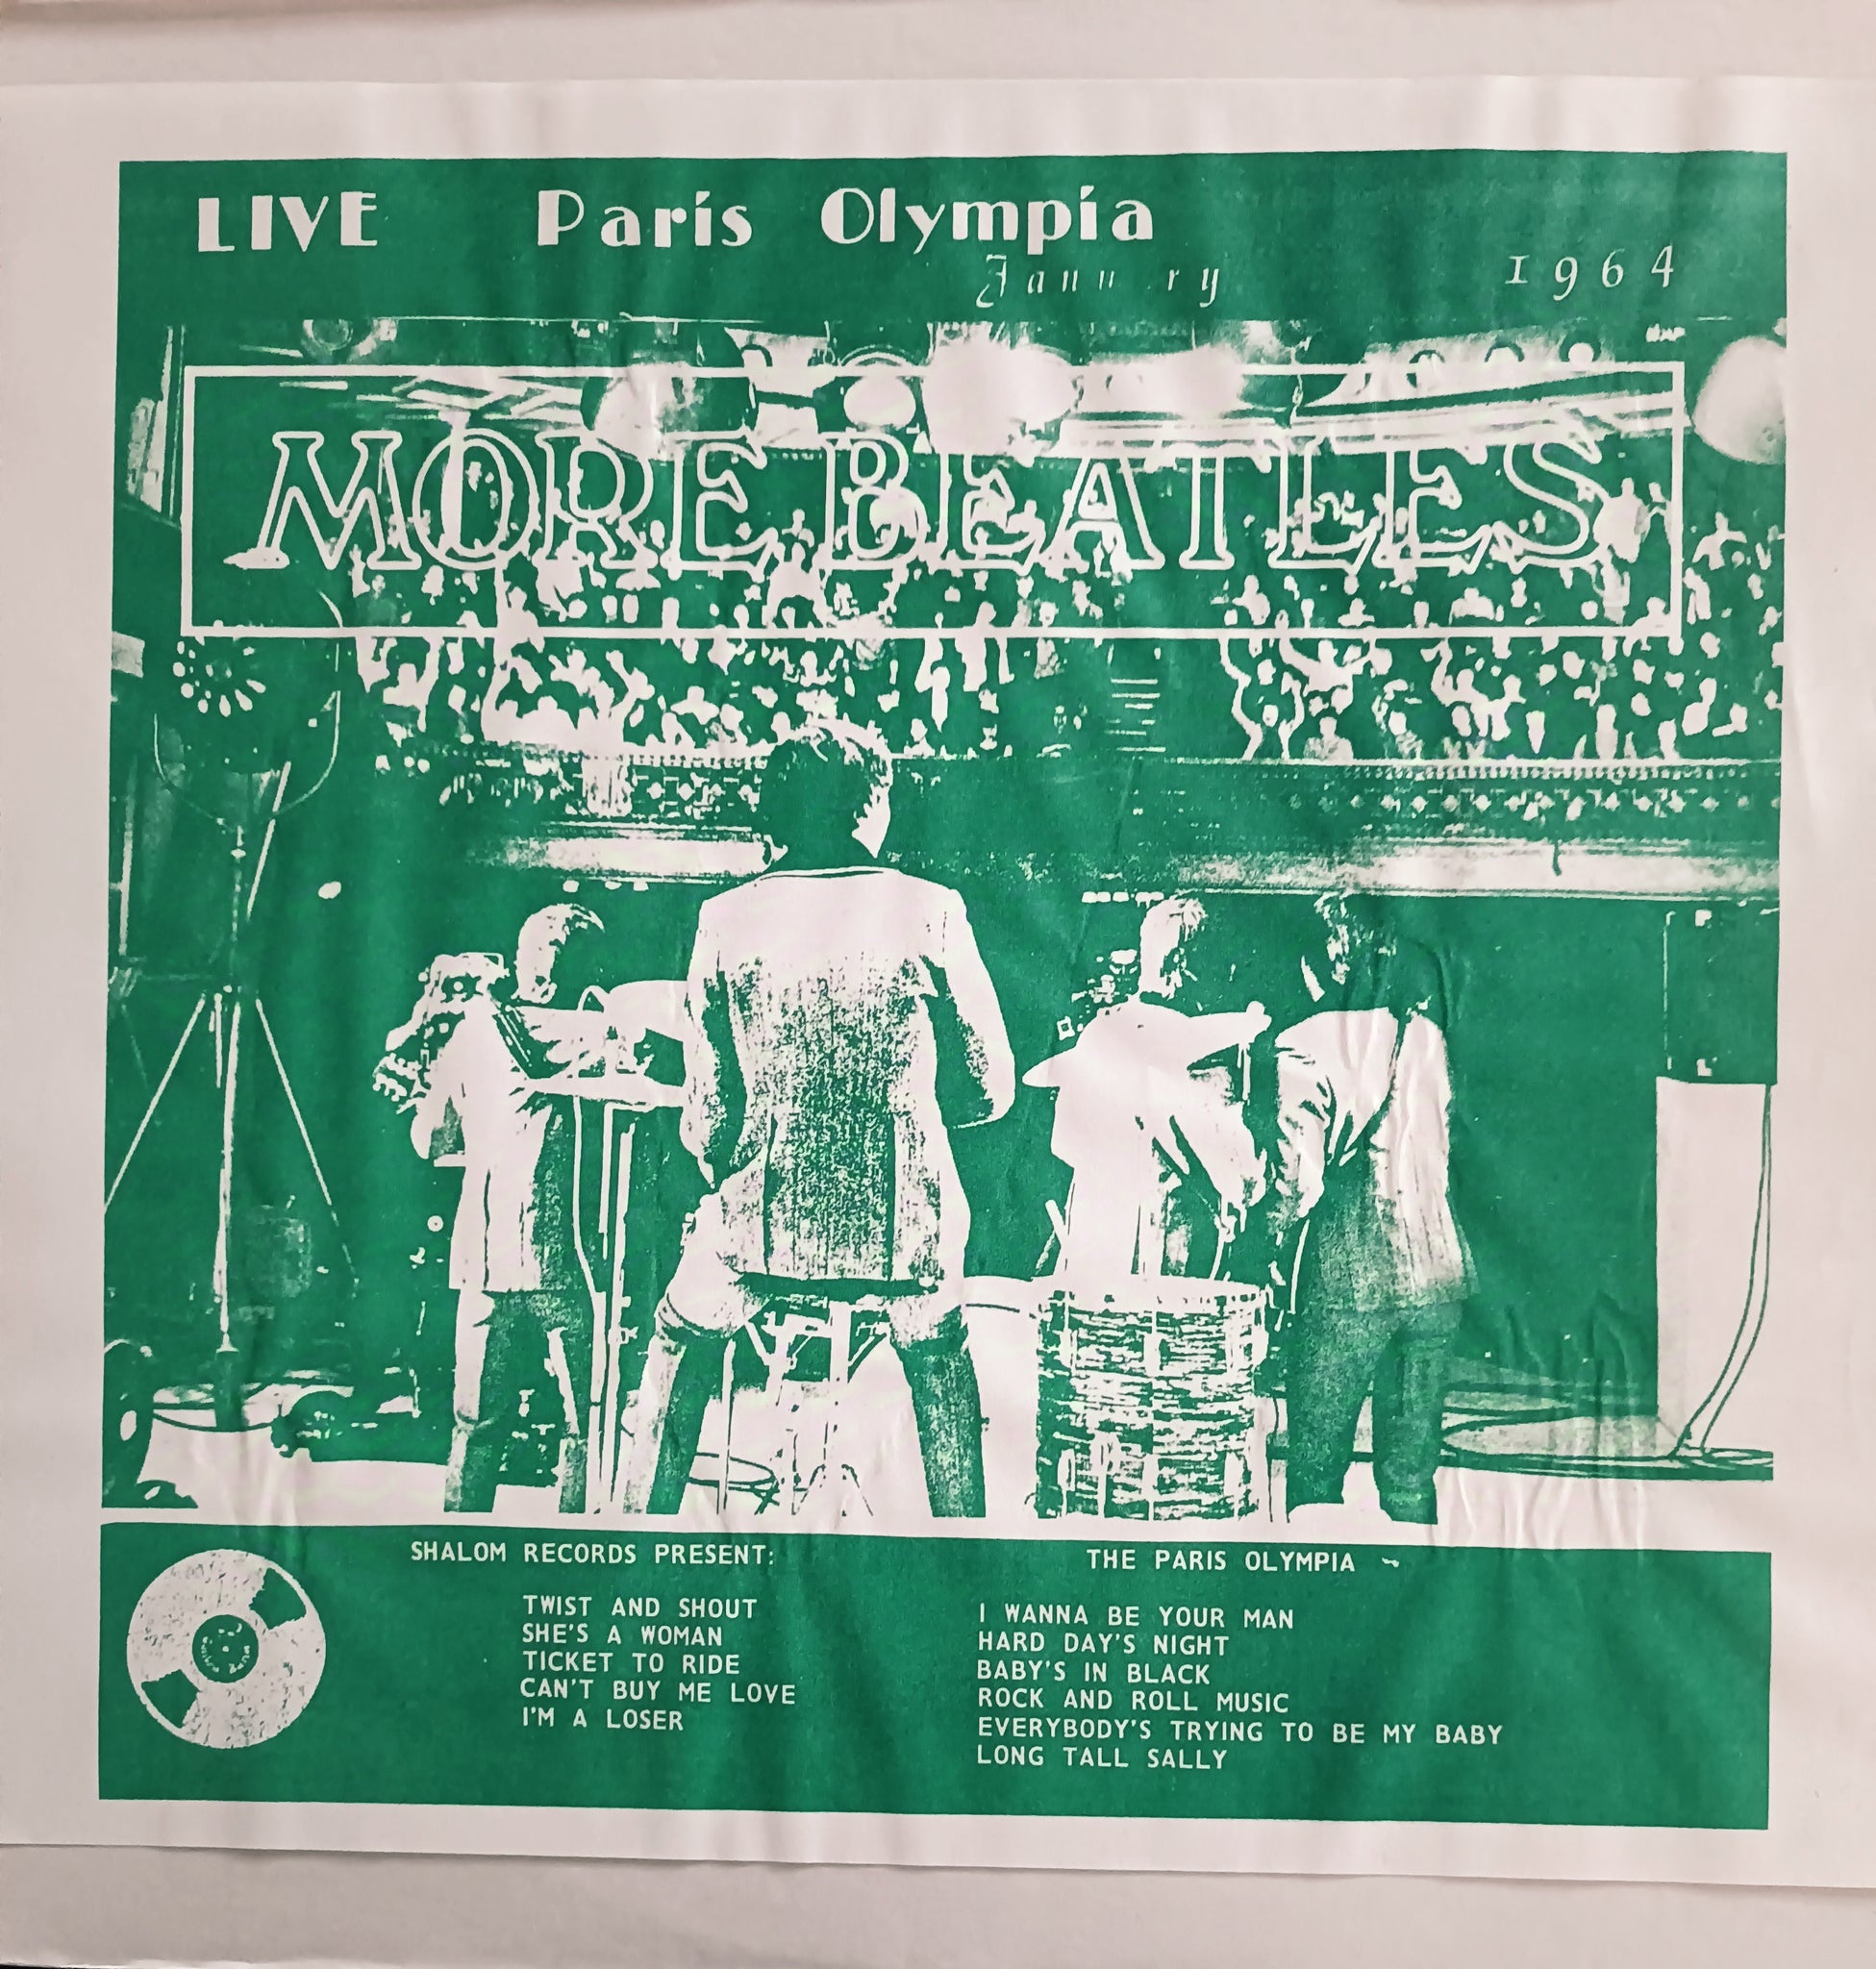 LIVE Paris Olympia
1964
MORE BEATLES
SHALOM RECORDS PRESENT:
TWIST AND SHOUT
SHE'S A WOMAN
TICKET TO RIDE
CAN'T BUY ME LOVE
I'M A LOSER
THE PARIS OLYMPIA ~
I WANNA BE YOUR MAN
HARD DAY'S NIGHT
BABY'S IN BLACK
ROCK AND ROLL MUSIC
EVERYBODY'S TRYING TO BE MY BABY
LONG TALL SALLY